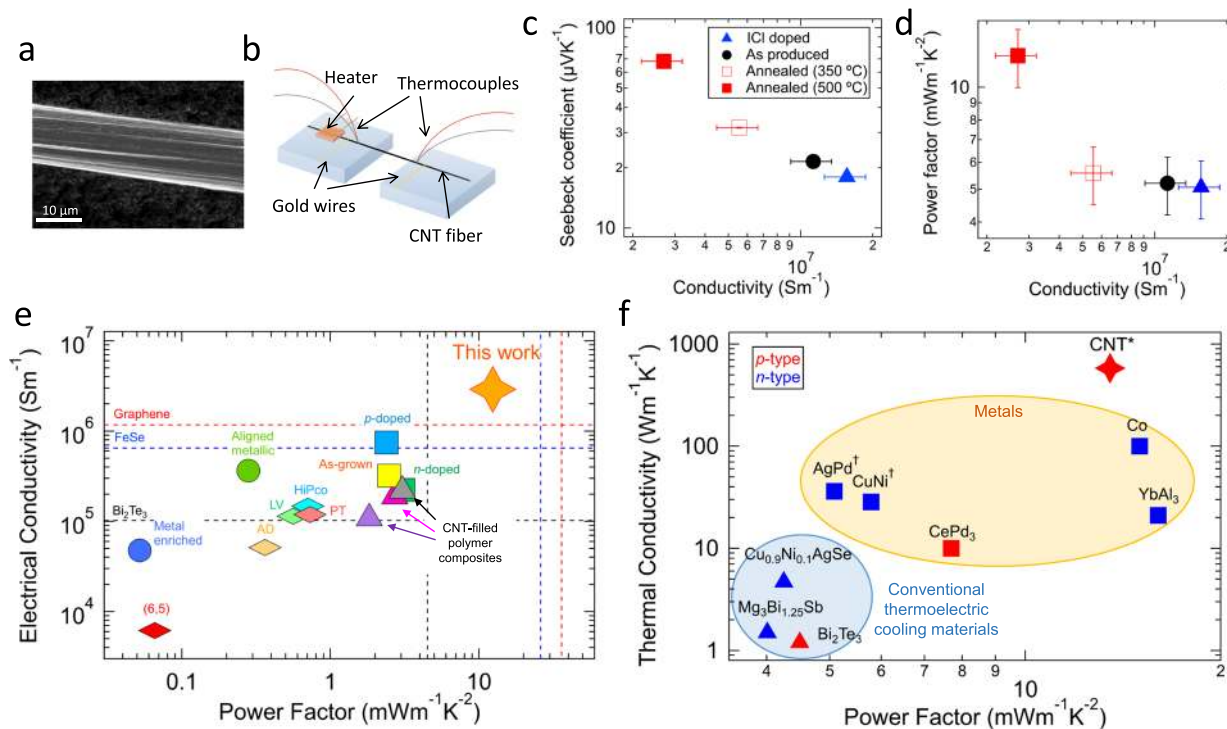 a
10 μm
b
Heater
Thermocouples
Gold wires
CNT fiber
c
Seebeck coefficient (μVK⁻¹)
100
9
8
7
6
5
4
3
2
10
ICl doped
As produced
Annealed (350 ºC)
Annealed (500 ºC)
2 3 4 5 6 7 8 9 10⁷ 2
Conductivity (Sm⁻¹)
d
Power factor (mWm⁻¹K⁻²)
10
9
8
7
6
5
4
2 3 4 5 6 7 8 9 10⁷ 2
Conductivity (Sm⁻¹)
e
Electrical Conductivity (Sm⁻¹)
10⁷
10⁶
10⁵
10⁴
This work
Graphene
FeSe
Bi₂Te₃
Aligned
metallic
p-doped
As-grown
n-doped
HiPco
LV
PT
AD
Metal
enriched
CNT-filled
polymer
composites
(6.5)
0.1 1 10
Power Factor (mWm⁻¹K⁻²)
f
Thermal Conductivity (Wm⁻¹K⁻¹)
1000
100
10
1
p-type
n-type
CNT*
Metals
Co
AgPd†
CuNi†
YbAl₃
CePd₃
Cu₀.₉Ni₀.₁AgSe
Mg₃Bi₁.₂₅Sb
Bi₂Te₃
Conventional
thermoelectric
cooling materials
4 5 6 7 8 9 10 2
Power Factor (mWm⁻¹K⁻²)